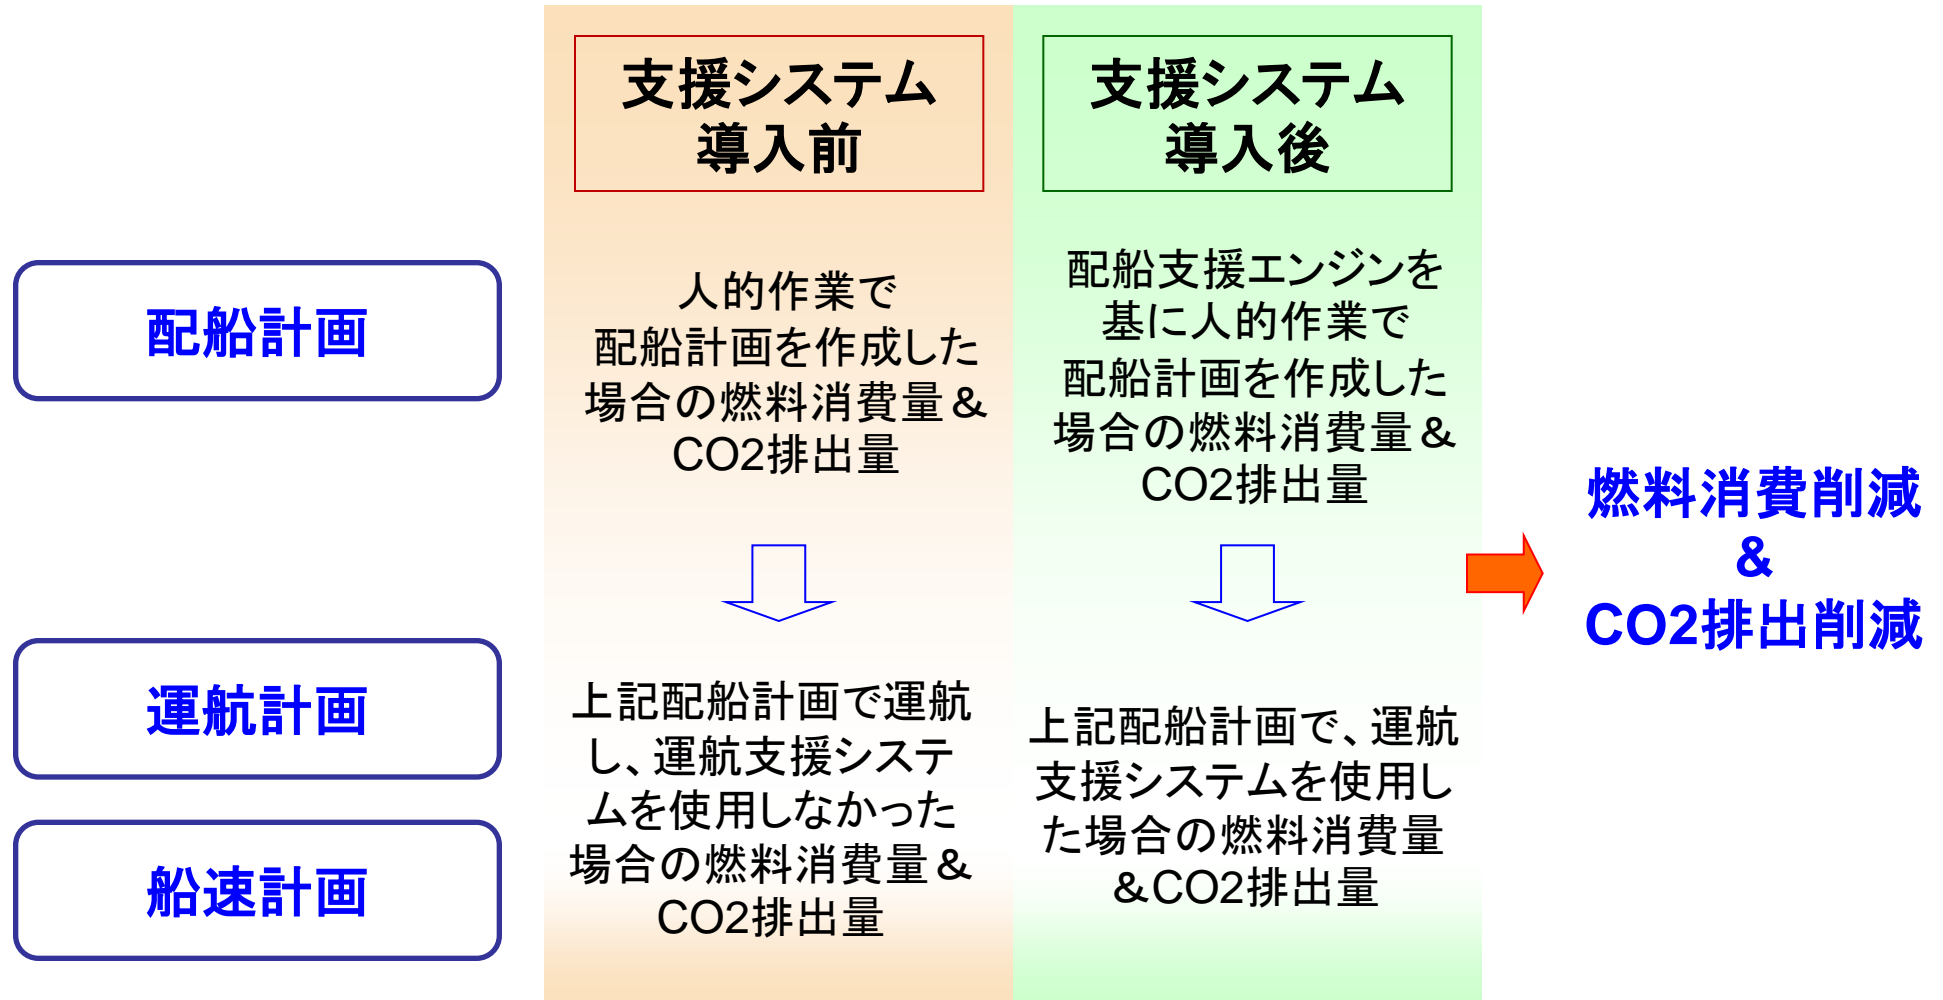 支援システム
導入前
支援システム
導入後
配船計画
人的作業で
配船計画を作成した
場合の燃料消費量＆
CO2排出量
配船支援エンジンを
基に人的作業で
配船計画を作成した
場合の燃料消費量＆
CO2排出量
運航計画
船速計画
上記配船計画で運航
し、運航支援システ
ムを使用しなかった
場合の燃料消費量＆
CO2排出量
上記配船計画で、運航
支援システムを使用し
た場合の燃料消費量
＆CO2排出量
燃料消費削減
&
CO2排出削減